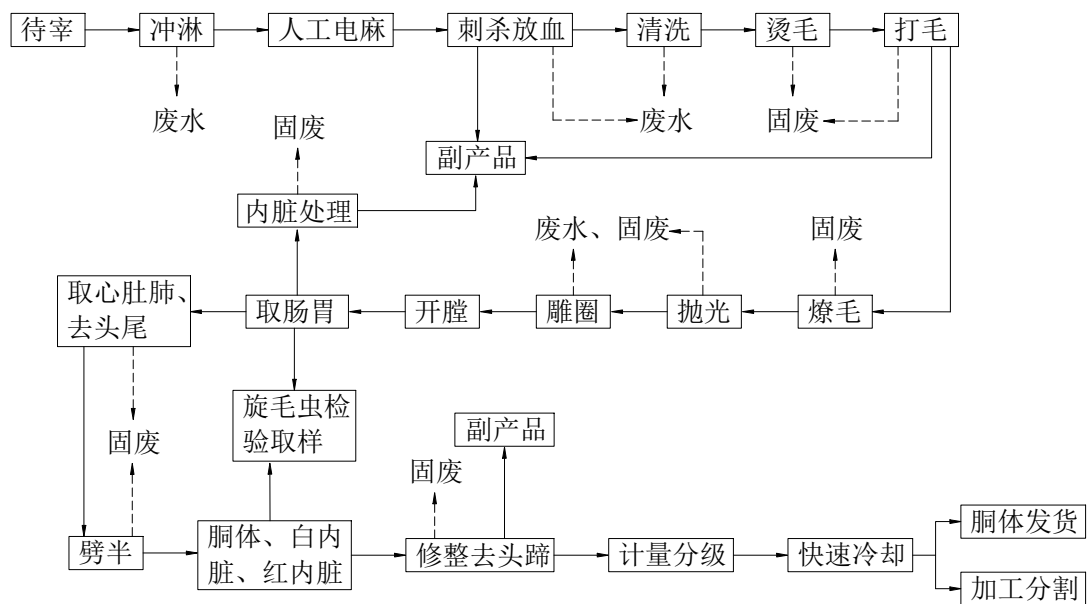 待宰
冲淋
人工电麻
刺杀放血
清洗
烫毛
打毛
废水
废水
固废
固废
副产品
内脏处理
废水、固废
固废
取心肚肺、
去头尾
取肠胃
开膛
雕圈
抛光
燎毛
旋毛虫检
验取样
副产品
固废
固废
劈半
胴体、白内
脏、红内脏
修整去头蹄
计量分级
快速冷却
胴体发货
加工分割